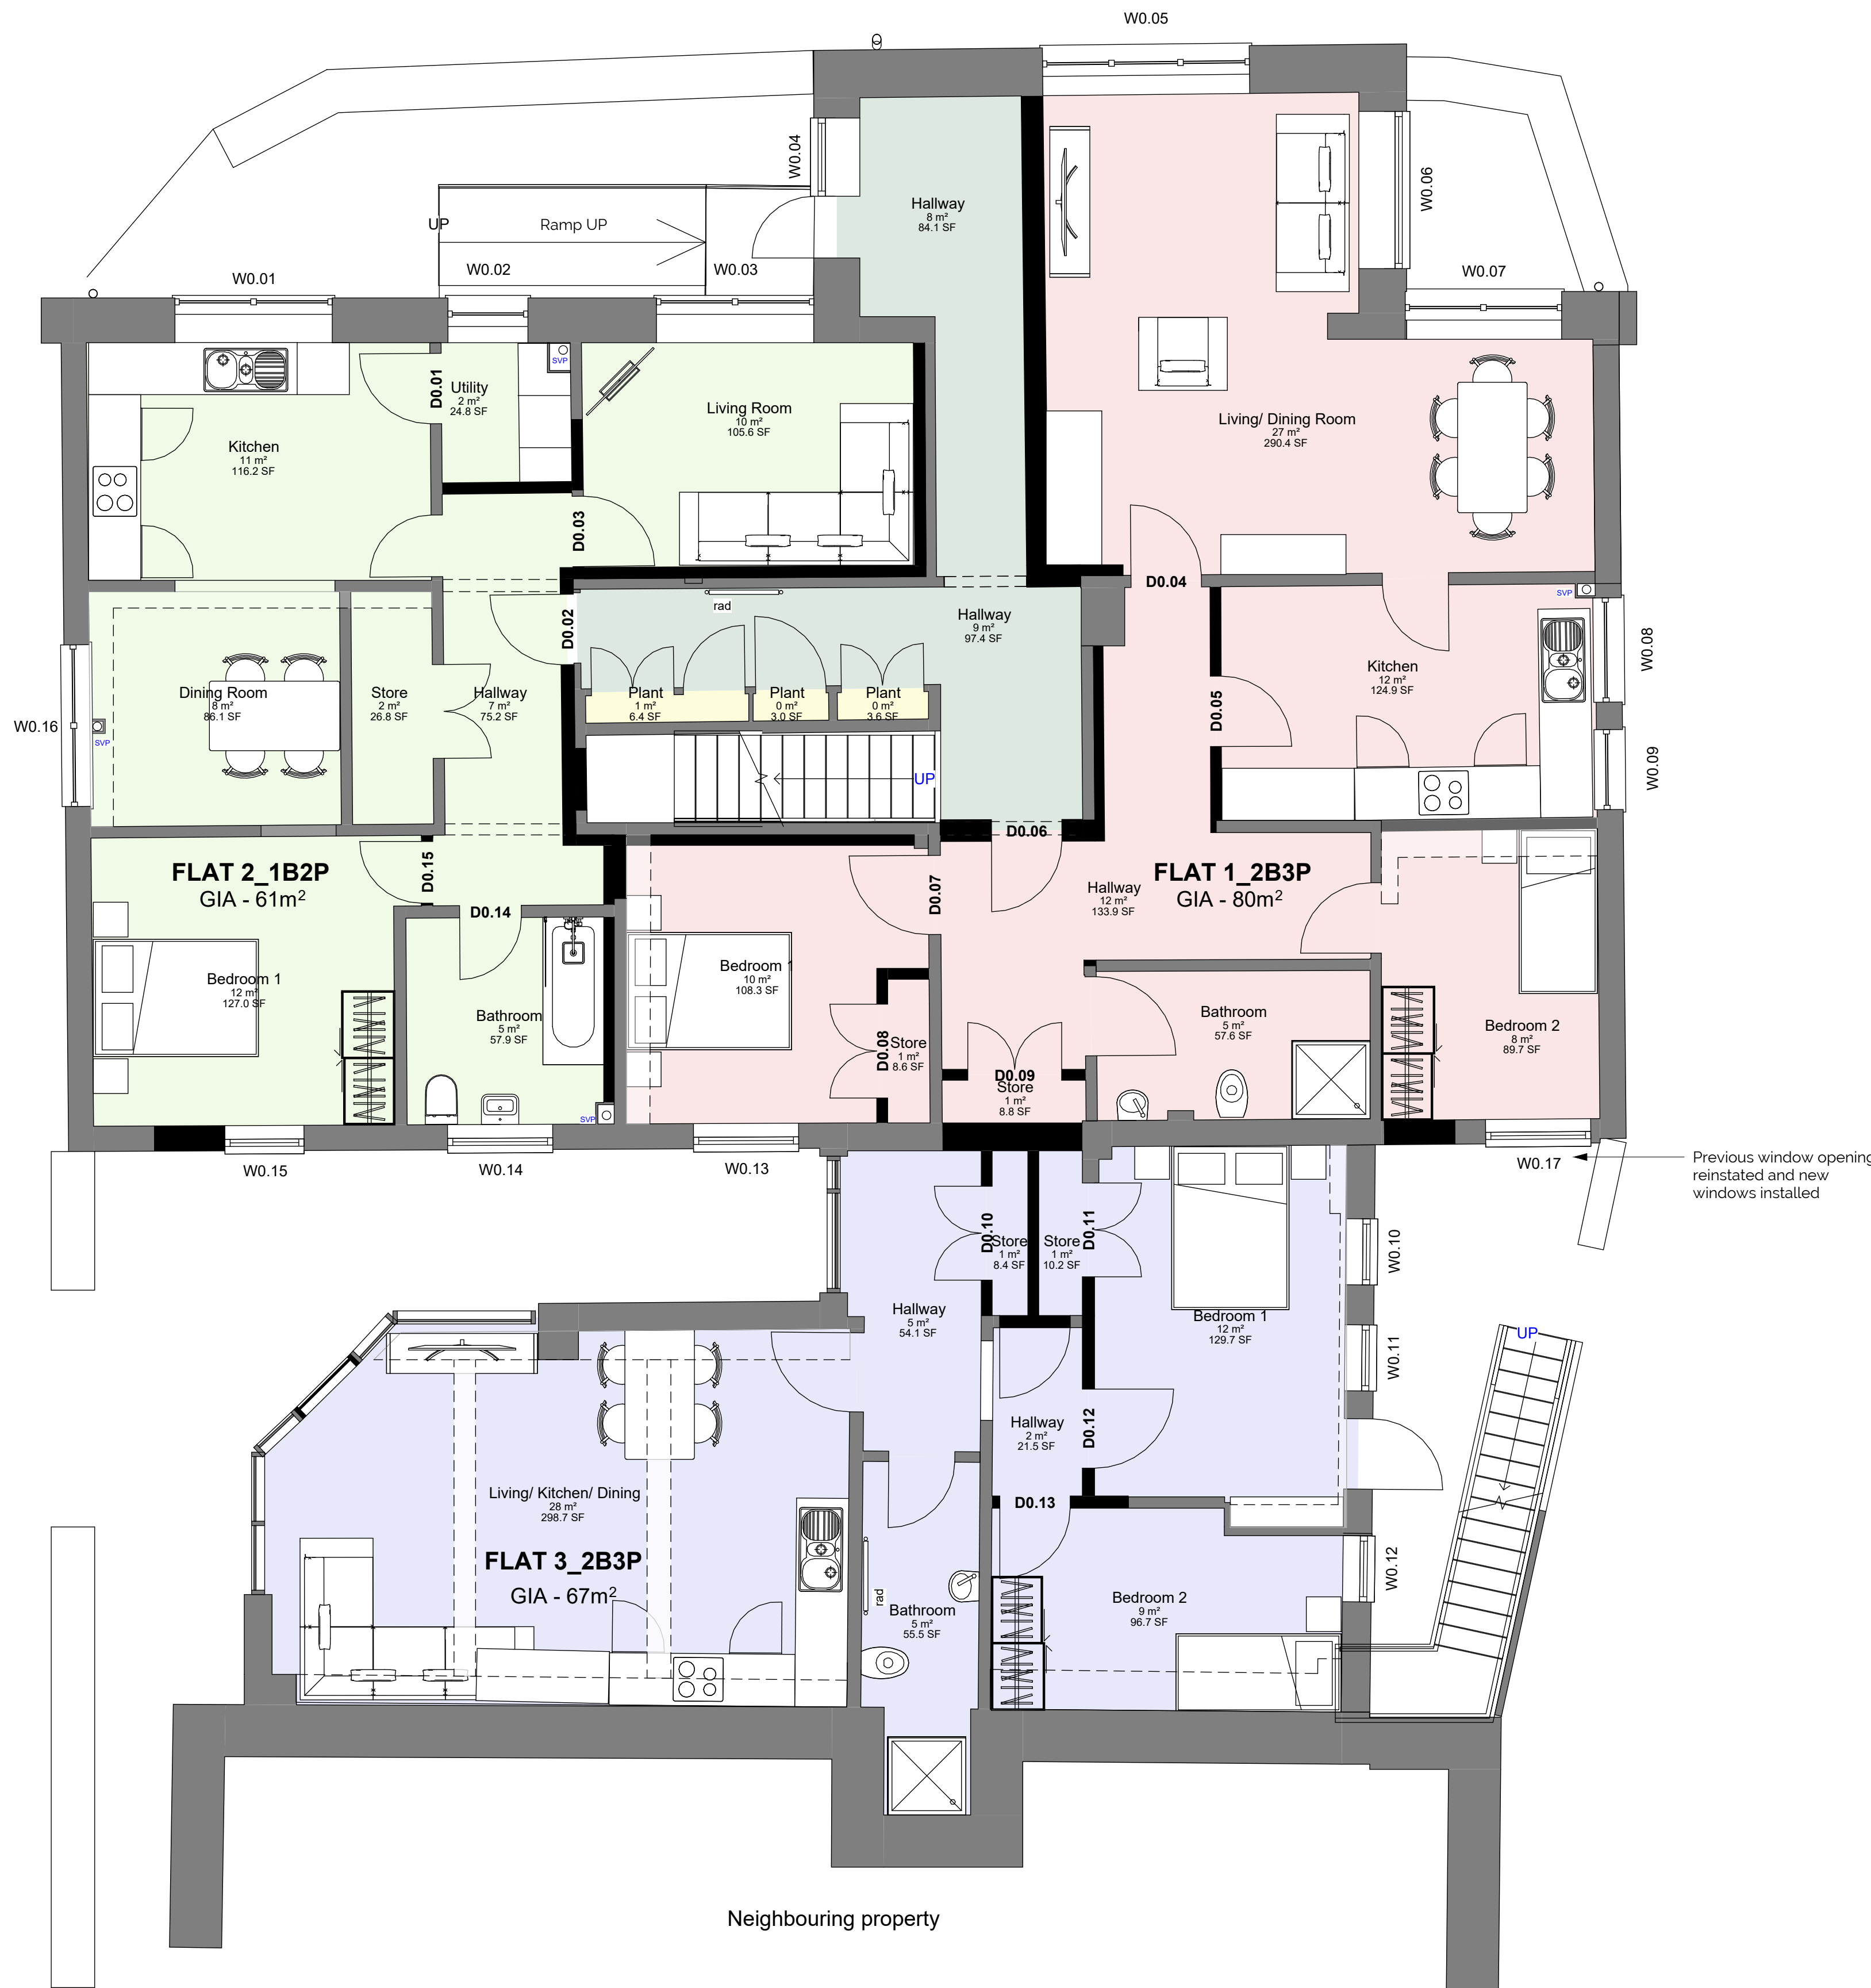 W0.05
W0.04
Hallway
8 m²
84.1 SF
W0.06
UP
Ramp UP
W0.01
W0.02
W0.03
W0.07
SVP
D0.01
Utility
2 m²
24.8 SF
Living Room
10 m²
105.6 SF
Living/ Dining Room
27 m²
290.4 SF
Kitchen
11 m²
116.2 SF
D0.03
D0.04
rad
D0.02
Hallway
9 m²
97.4 SF
SVP
W0.08
Kitchen
12 m²
124.9 SF
Dining Room
8 m²
86.1 SF
Store
2 m²
26.8 SF
Hallway
7 m²
75.2 SF
Plant
1 m²
6.4 SF
Plant
0 m²
3.0 SF
Plant
0 m²
3.6 SF
D0.05
W0.16
SVP
UP
W0.09
D0.06
FLAT 2_1B2P
GIA - 61m²
D0.15
D0.14
D0.07
Hallway
12 m²
133.9 SF
FLAT 1_2B3P
GIA - 80m²
Bedroom 1
12 m²
127.0 SF
Bedroom 1
10 m²
108.3 SF
Bathroom
5 m²
57.9 SF
Bathroom
5 m²
57.6 SF
Bedroom 2
8 m²
89.7 SF
D0.08
Store
1 m²
8.6 SF
D0.09
Store
1 m²
8.8 SF
SVP
W0.15
W0.14
W0.13
W0.17
Previous window opening
reinstated and new
windows installed
D0.10
Store
1 m²
8.4 SF
Store
1 m²
10.2 SF
D0.11
W0.10
Hallway
5 m²
54.1 SF
Bedroom 1
12 m²
129.7 SF
W0.11
UP
Hallway
2 m²
21.5 SF
D0.12
Living/ Kitchen/ Dining
28 m²
298.7 SF
D0.13
FLAT 3_2B3P
GIA - 67m²
W0.12
rad
Bathroom
5 m²
55.5 SF
Bedroom 2
9 m²
96.7 SF
Neighbouring property